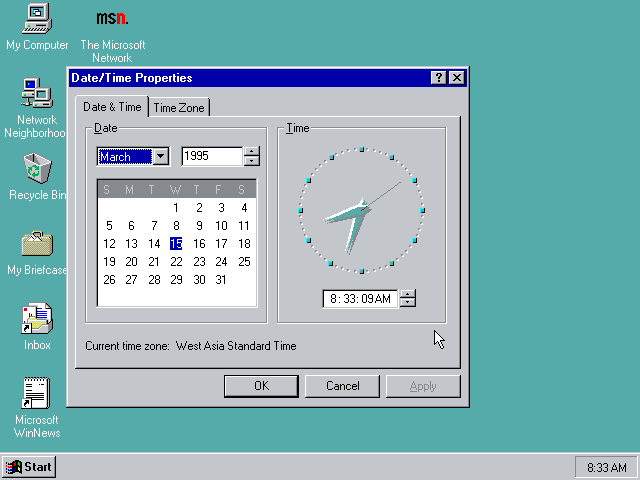 My Computer
msn.
The Microsoft
Network
Network
Neighborhoo
Recycle Bin
My Briefcase
Inbox
Microsoft
WinNews
Date/Time Properties
Date & Time
Time Zone
Date
March
1995
S M T W T F S
1 2 3 4
5 6 7 8 9 10 11
12 13 14 15 16 17 18
19 20 21 22 23 24 25
26 27 28 29 30 31
Time
8:33:09AM
Current time zone: West Asia Standard Time
OK
Cancel
Apply
Start
8:33 AM